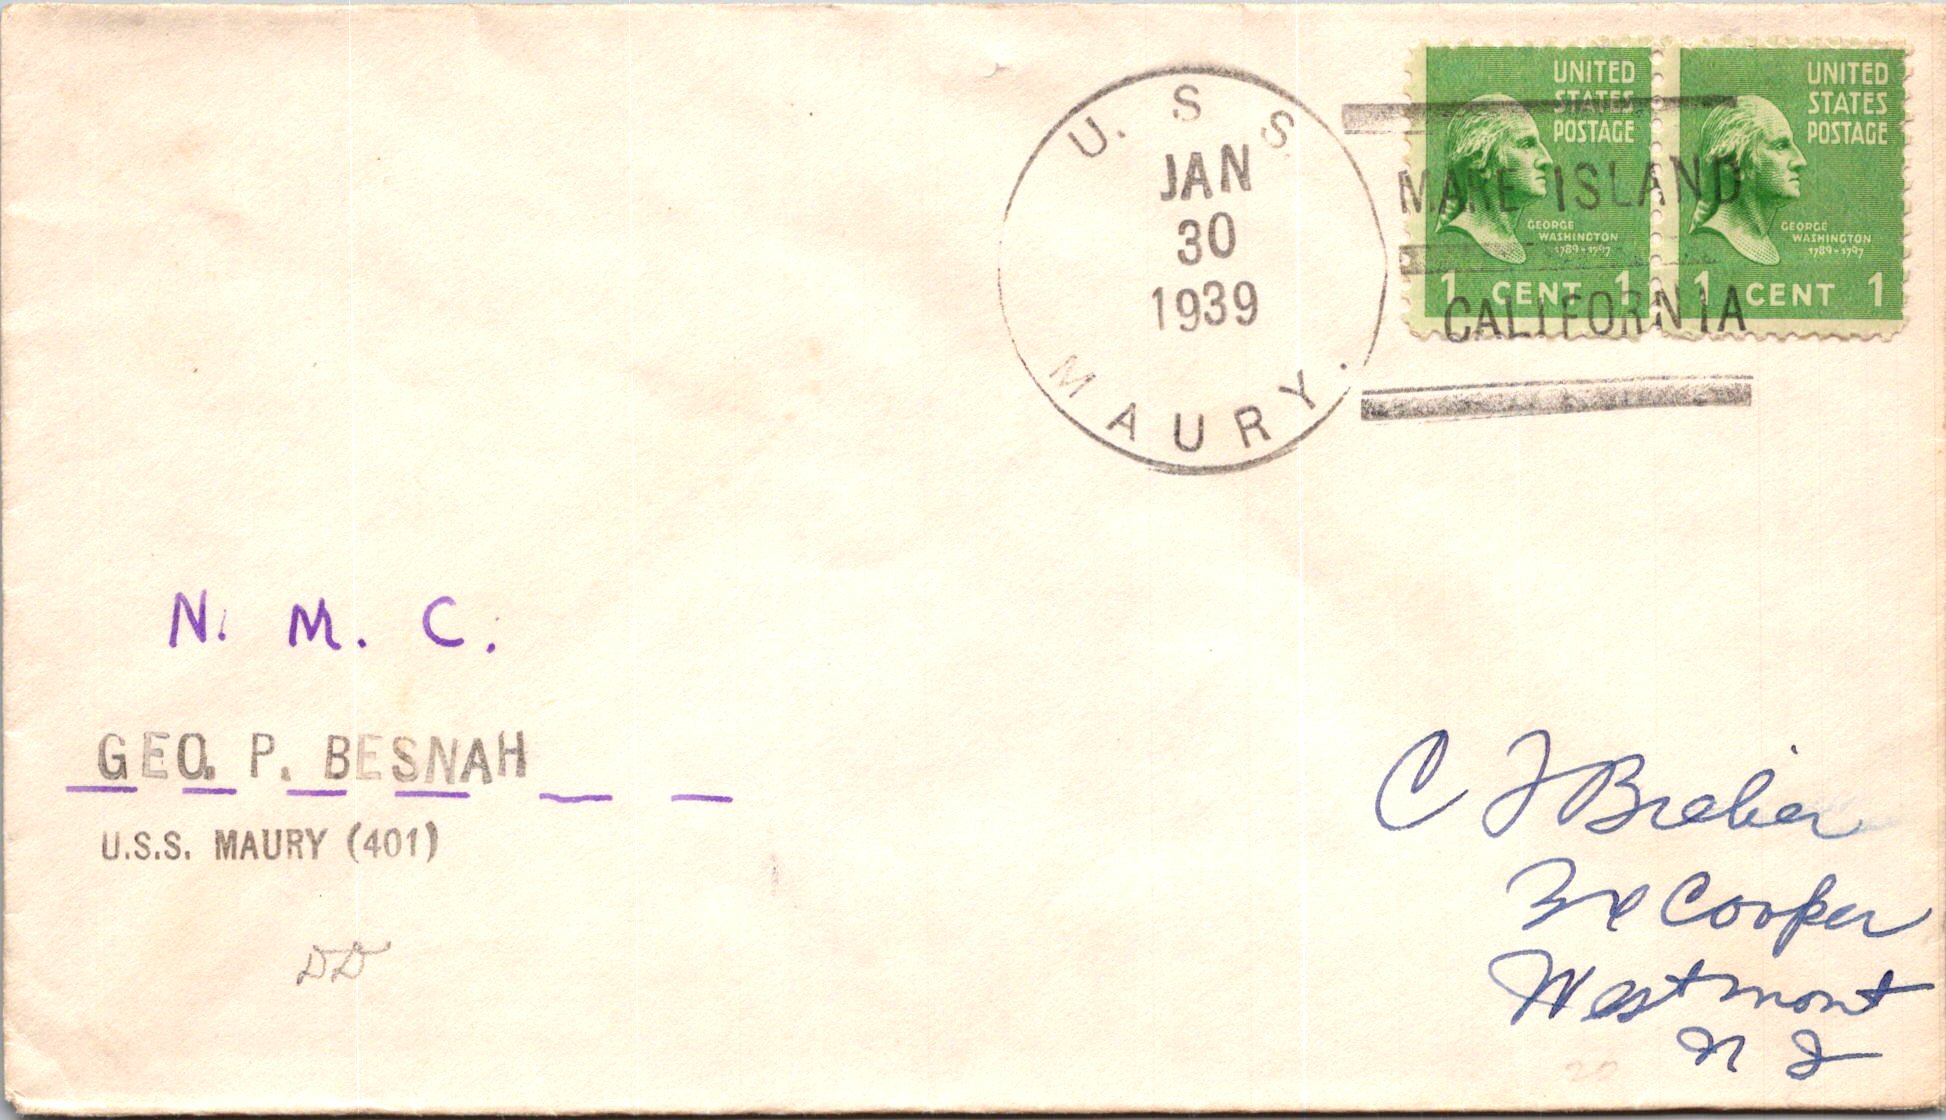 U. S. S.
JAN
30
1939
MAURY.
MARE ISLAND
CALIFORNIA
UNITED
STATES
POSTAGE
GEORGE
WASHINGTON
1789-1797
1 CENT 1
UNITED
STATES
POSTAGE
GEORGE
WASHINGTON
1789-1797
1 CENT 1
N. M. C.
GEO. P. BESNAH
U.S.S. MAURY (401)
DD
C J
Cooper
Westmont
N J
20